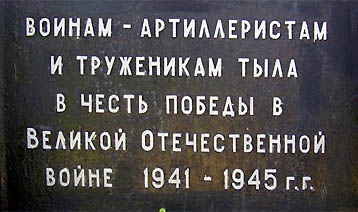 ВОИНАМ - АРТИЛЛЕРИСТАМ
И ТРУЖЕНИКАМ ТЫЛА
В ЧЕСТЬ ПОБЕДЫ В
ВЕЛИКОЙ ОТЕЧЕСТВЕННОЙ
ВОЙНЕ 1941 - 1945 г.г.